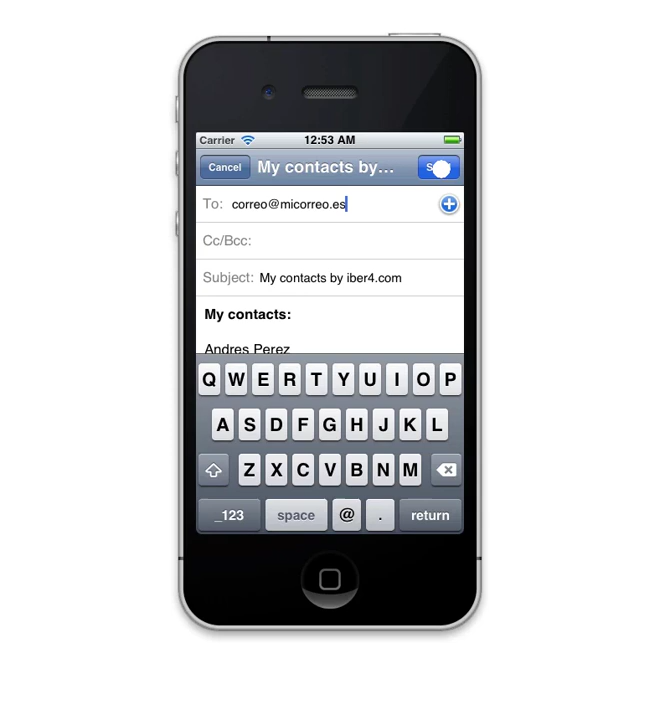 Carrier 12:53 AM
Cancel My contacts by...
To: correo@micorreo.es
Cc/Bcc:
Subject: My contacts by iber4.com
My contacts:
Andres Perez
Q W E R T Y U I O P
A S D F G H J K L
Z X C V B N M
_123 space @ . return